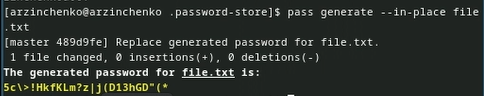 [arzinchenko@arzinchenko .password-store]$ pass generate --in-place file
.txt
[master 489d9fe] Replace generated password for file.txt.
 1 file changed, 0 insertions(+), 0 deletions(-)
The generated password for file.txt is:
5c\>!HkfKLm?z|j(D13hGD"(*